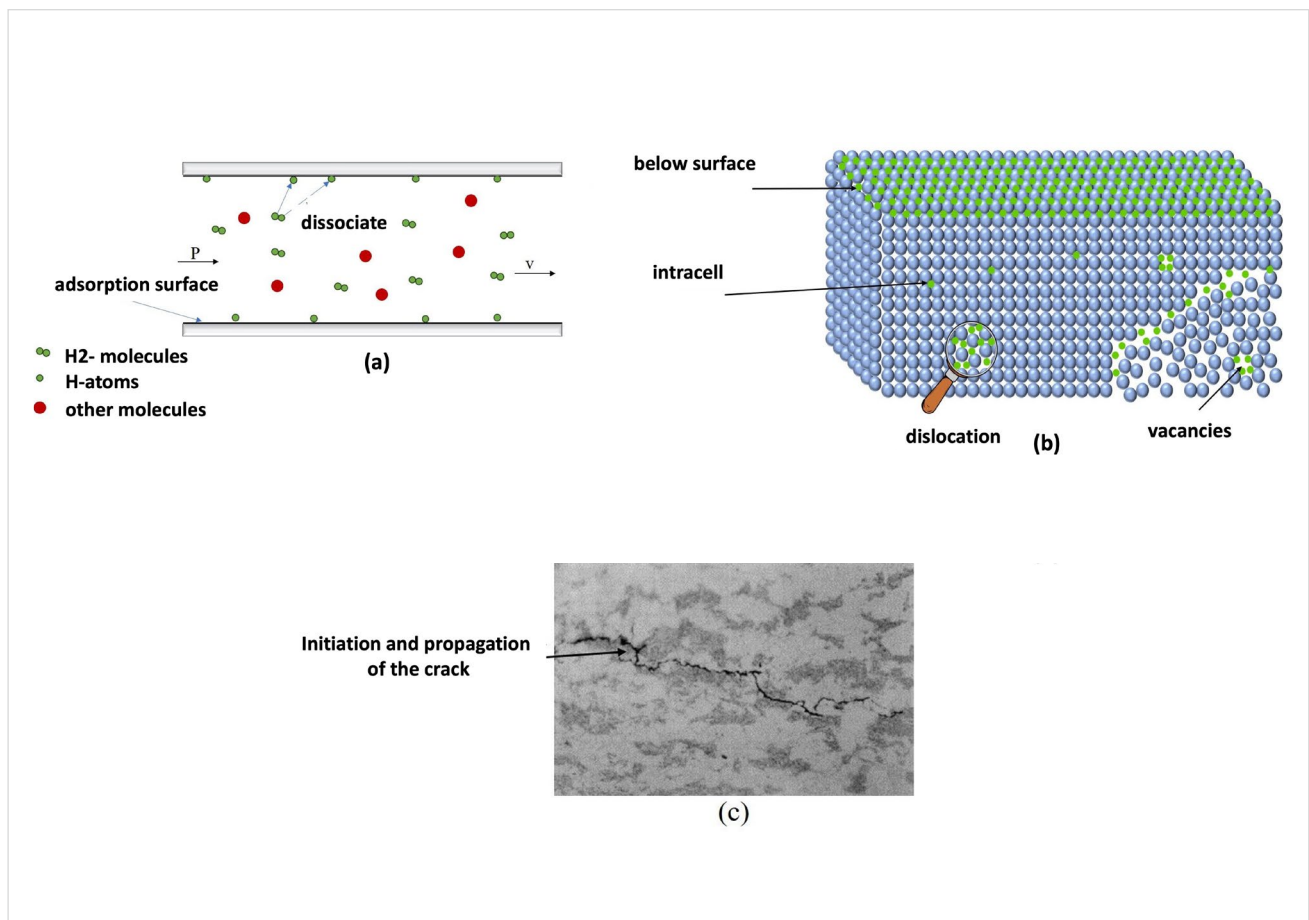 dissociate
P
v
adsorption surface
(a)
H2- molecules
H-atoms
other molecules
below surface
intracell
dislocation
(b)
vacancies
Initiation and propagation
of the crack
(c)